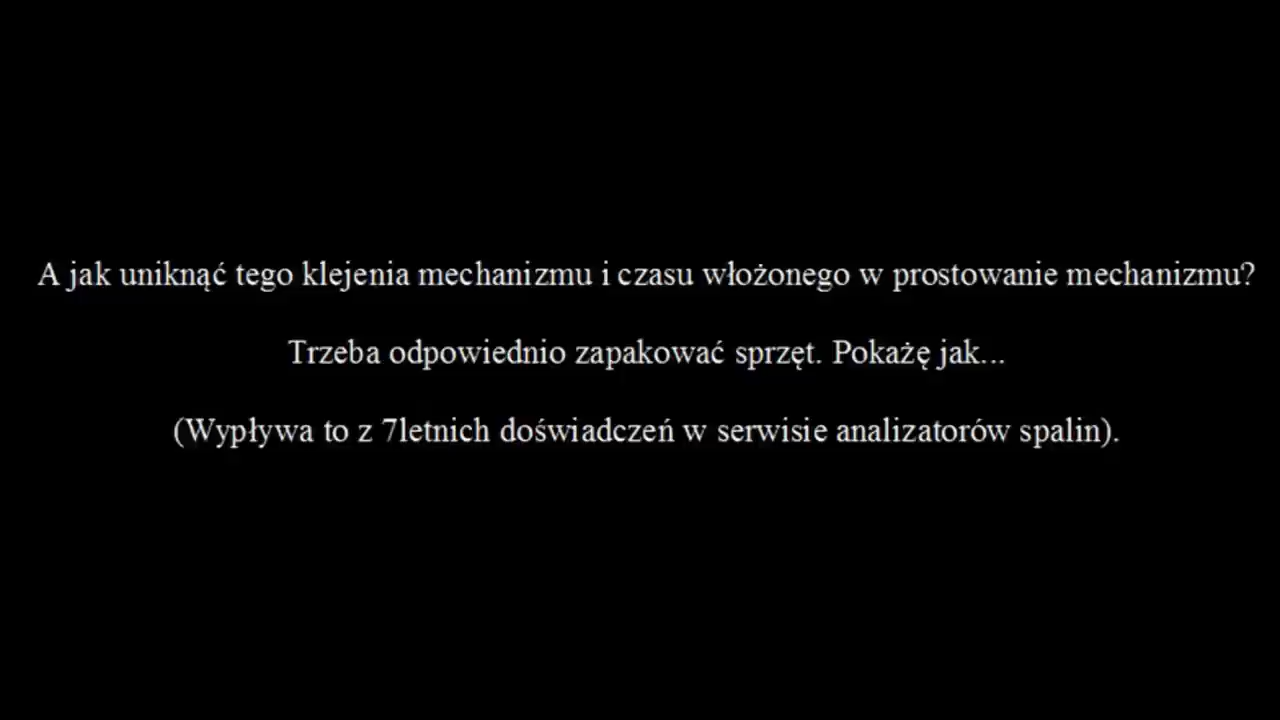 A jak uniknąć tego klejenia mechanizmu i czasu włożonego w prostowanie mechanizmu?
Trzeba odpowiednio zapakować sprzęt. Pokażę jak...
(Wypływa to z 7letnich doświadczeń w serwisie analizatorów spalin).